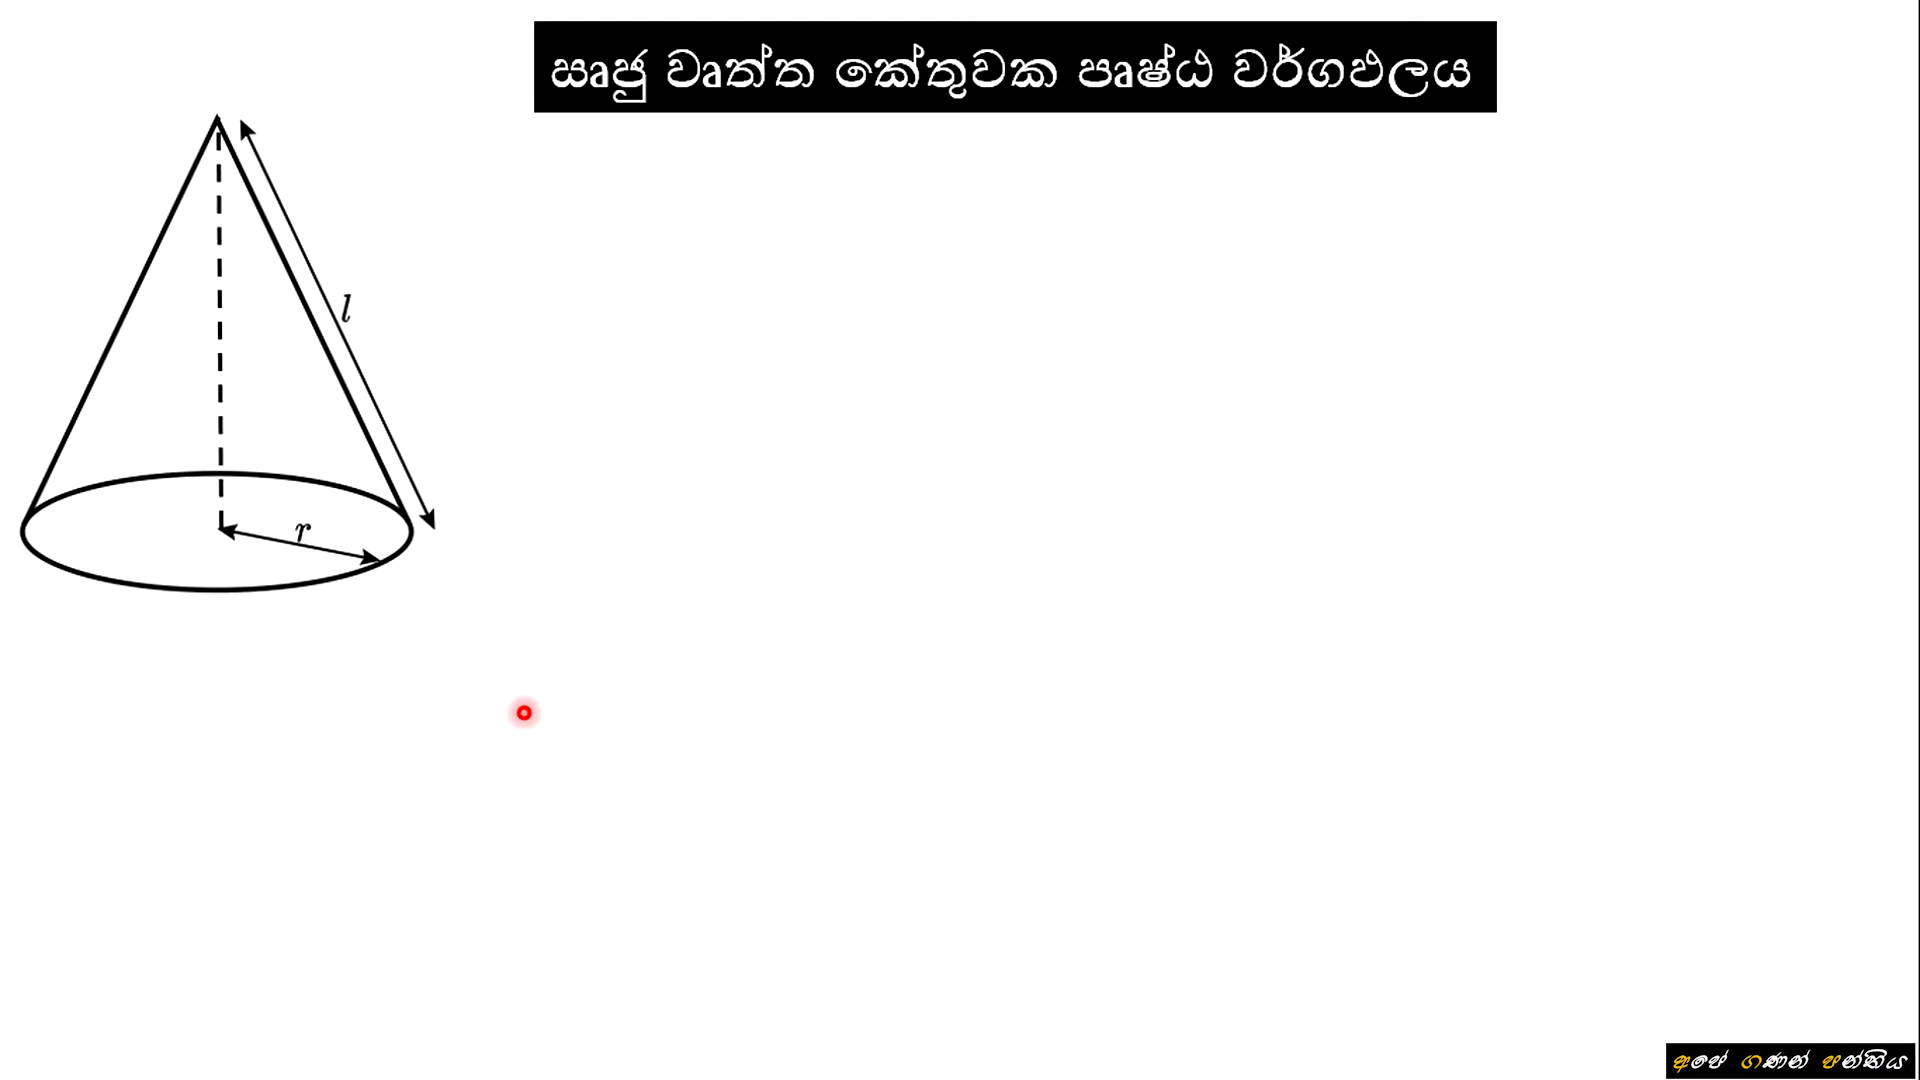 සෘජු වෘත්ත කේතුවක පෘෂ්ඨ වර්ගඵලය
l
r
අපේ ගණන් පන්තිය